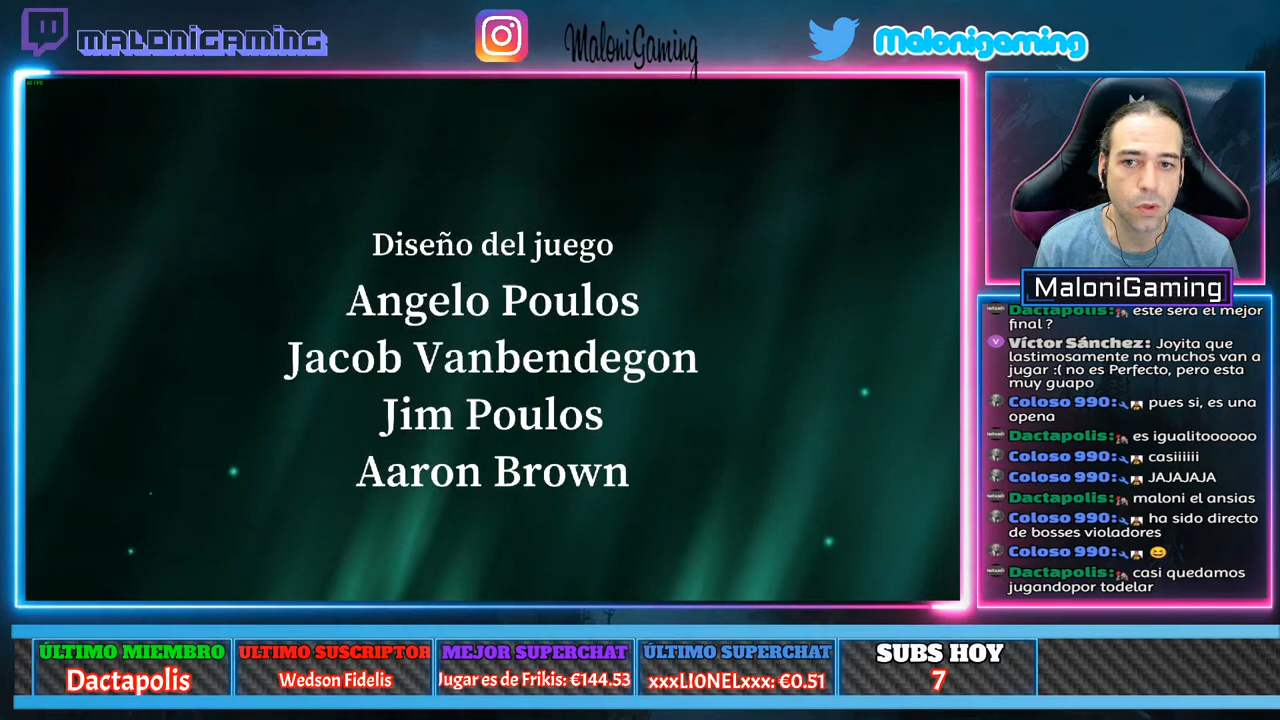 MALONIGAMING
MaloniGaming
Malonigaming
Diseño del juego
Angelo Poulos
Jacob Vanbendegon
Jim Poulos
Aaron Brown
MaloniGaming
Dactapolis: este será el mejor
final ?
Víctor Sánchez: Joyita que
lastimosamente no muchos van a
jugar :( no es Perfecto, pero esta
muy guapo
Coloso 990: pues si, es una
opena
Dactapolis: es igualitoooooo
Coloso 990: casiiiiii
Coloso 990: JAJAJAJA
Dactapolis: maloni el ansias
Coloso 990: ha sido directo
de bosses violadores
Coloso 990: 😆
Dactapolis: casi quedamos
jugandopor todelar
ÚLTIMO MIEMBRO
Dactapolis
ULTIMO SUSCRIPTOR
Wedson Fidelis
MEJOR SUPERCHAT
Jugar es de Frikis: €144.53
ÚLTIMO SUPERCHAT
xxxLI0NELxxx: €0.51
SUBS HOY
7